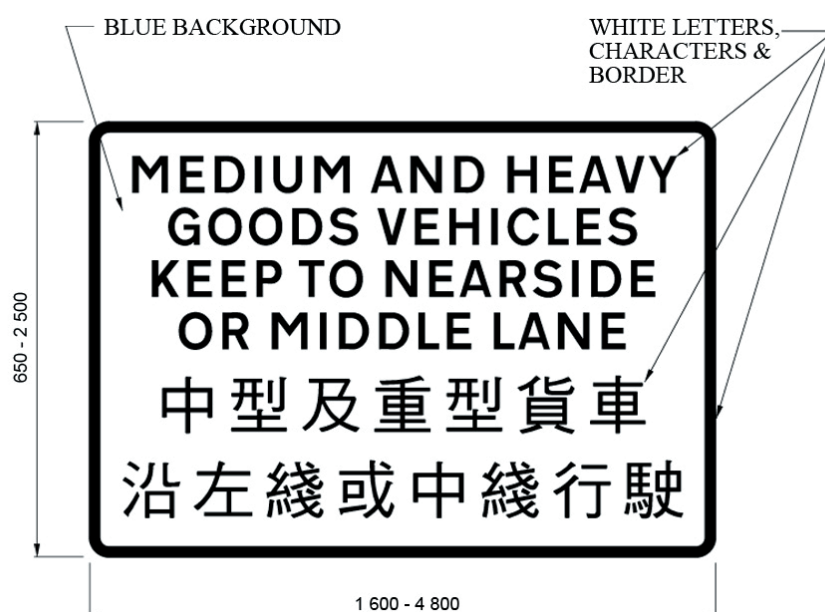 BLUE BACKGROUND
WHITE LETTERS,
CHARACTERS &
BORDER
MEDIUM AND HEAVY
GOODS VEHICLES
KEEP TO NEARSIDE
OR MIDDLE LANE
中型及重型貨車
沿左綫或中綫行駛
650 - 2 500
1 600 - 4 800